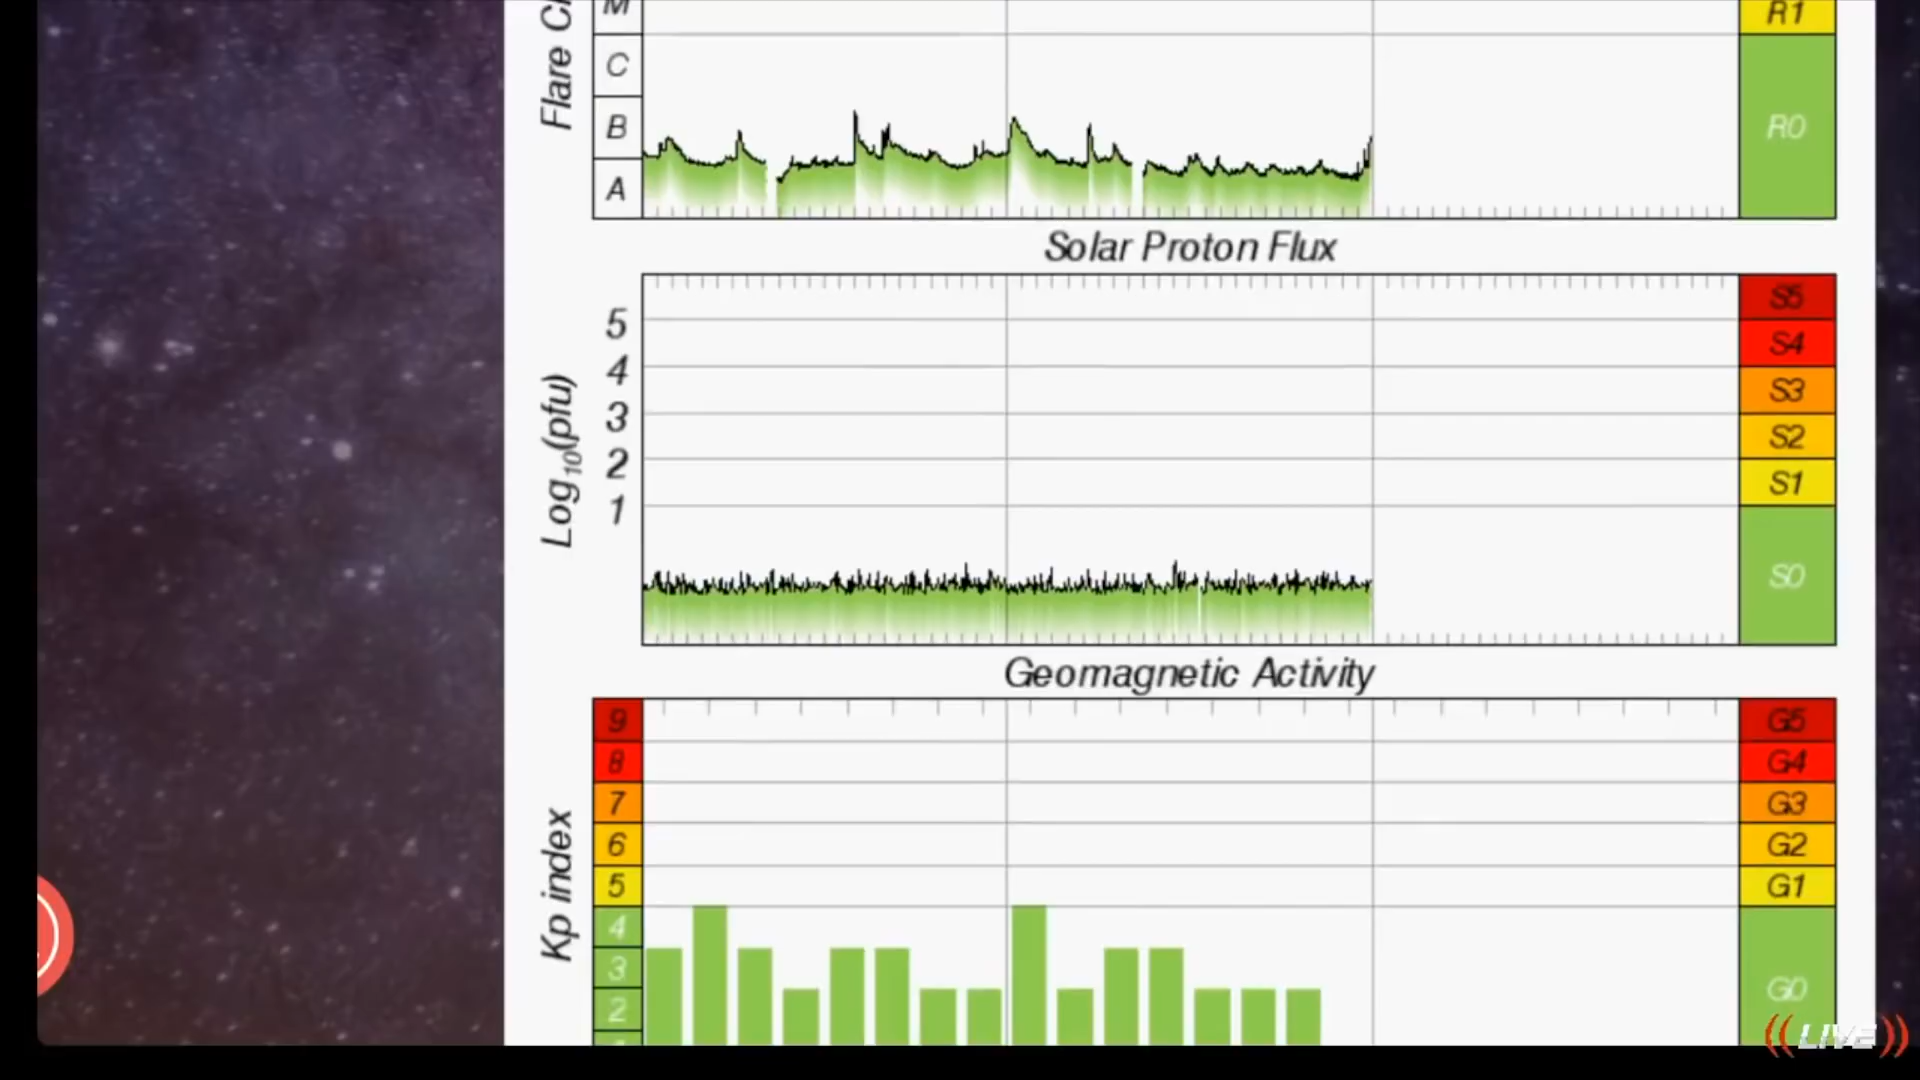 Flare Cl
M
C
B
A
R1
R0
Solar Proton Flux
Log10(pfu)
5
4
3
2
1
S5
S4
S3
S2
S1
S0
Geomagnetic Activity
Kp index
9
8
7
6
5
4
3
2
G5
G4
G3
G2
G1
G0
((LIVE))